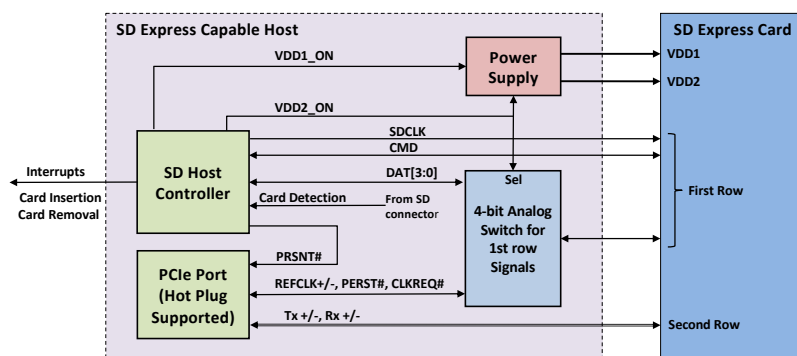 SD Express Capable Host
SD Express Card
VDD1_ON
Power
Supply
VDD1
VDD2
VDD2_ON
SDCLK
CMD
Interrupts
Card Insertion
Card Removal
SD Host
Controller
DAT[3:0]
Card Detection
From SD
connector
Sel
4-bit Analog
Switch for
1st row
Signals
First Row
PRSNT#
PCIe Port
(Hot Plug
Supported)
REFCLK+/-, PERST#, CLKREQ#
Tx +/-, Rx +/-
Second Row